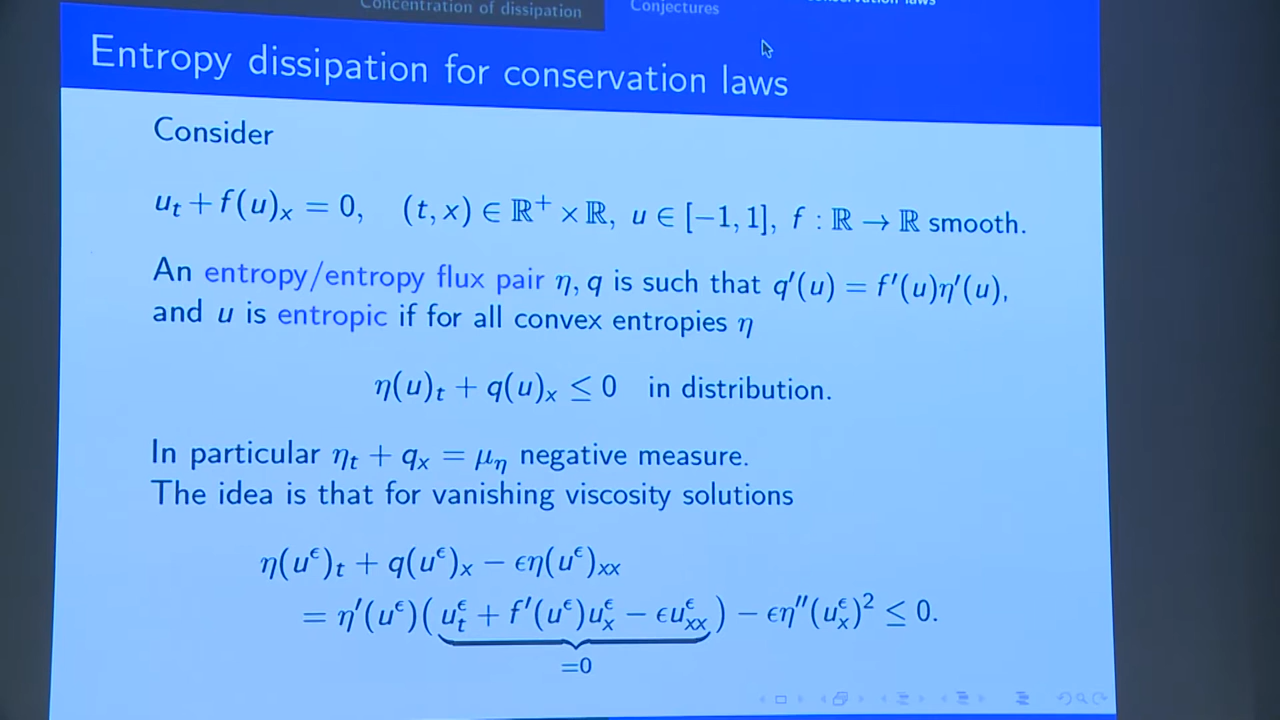 Concentration of dissipation
Conjectures
conservation laws
Entropy dissipation for conservation laws
Consider
u_t + f(u)_x = 0, (t, x) ∈ ℝ⁺ × ℝ, u ∈ [−1, 1], f : ℝ → ℝ smooth.
An entropy/entropy flux pair η, q is such that q′(u) = f′(u)η′(u),
and u is entropic if for all convex entropies η
η(u)_t + q(u)_x ≤ 0 in distribution.
In particular η_t + q_x = μ_η negative measure.
The idea is that for vanishing viscosity solutions
η(u^ϵ)_t + q(u^ϵ)_x − ϵη(u^ϵ)_xx
= η′(u^ϵ)(u^ϵ_t + f′(u^ϵ)u^ϵ_x − ϵu^ϵ_xx) − ϵη″(u^ϵ_x)² ≤ 0.
=0